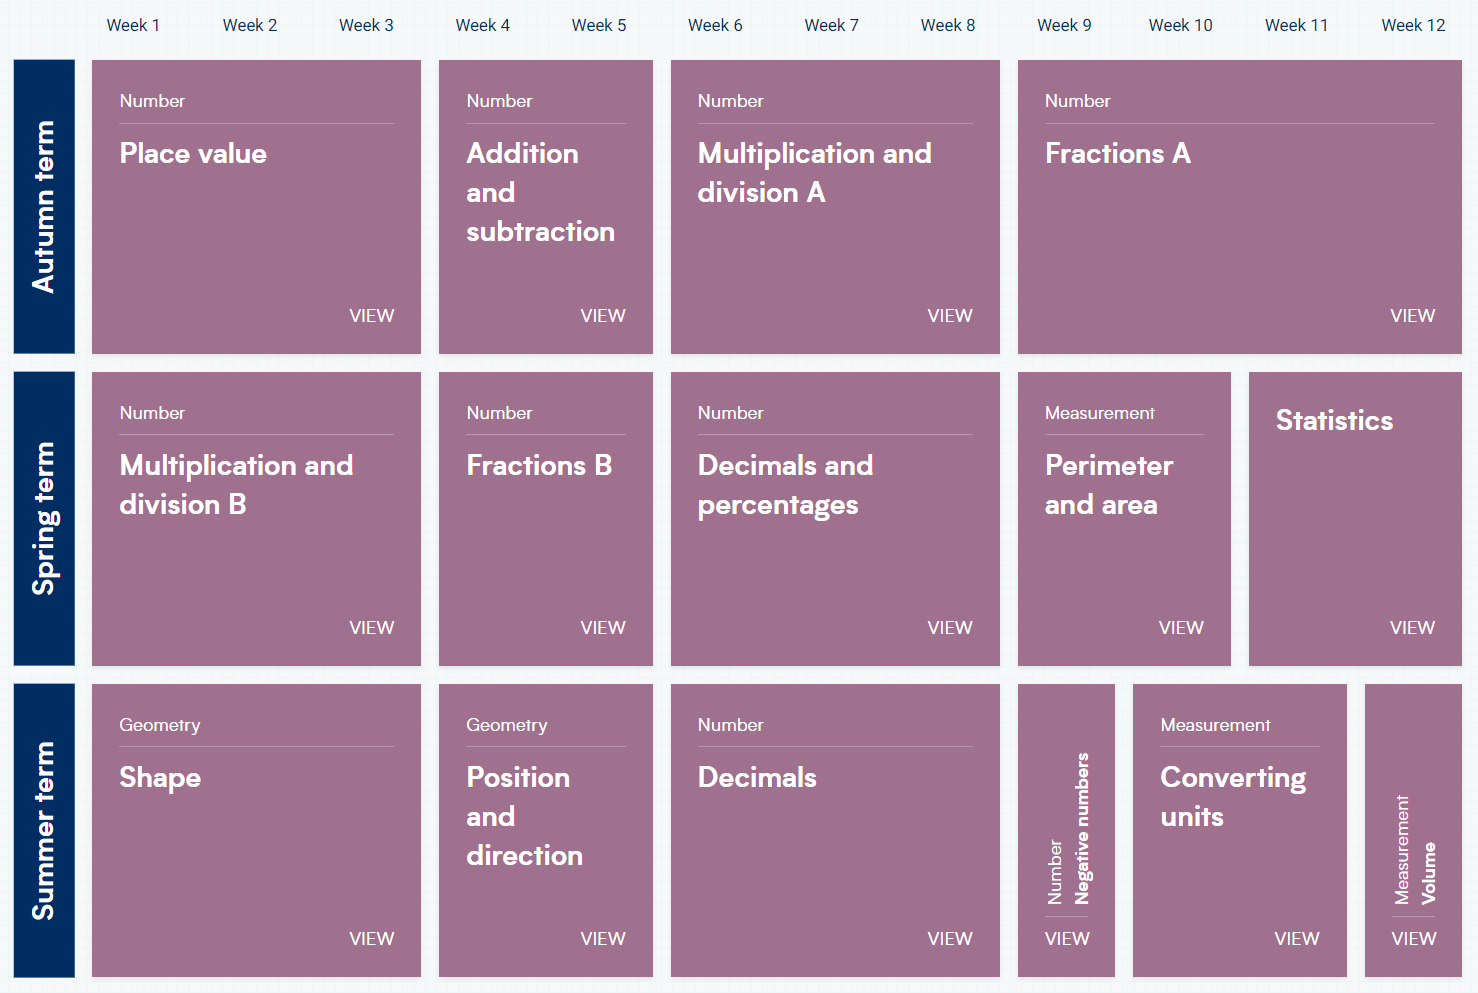 Week 1
Week 2
Week 3
Week 4
Week 5
Week 6
Week 7
Week 8
Week 9
Week 10
Week 11
Week 12
Autumn term
Number
Place value
VIEW
Number
Addition
and
subtraction
VIEW
Number
Multiplication and
division A
VIEW
Number
Fractions A
VIEW
Spring term
Number
Multiplication and
division B
VIEW
Number
Fractions B
VIEW
Number
Decimals and
percentages
VIEW
Measurement
Perimeter
and area
VIEW
Statistics
VIEW
Summer term
Geometry
Shape
VIEW
Geometry
Position
and
direction
VIEW
Number
Decimals
VIEW
Number
Negative numbers
VIEW
Measurement
Converting
units
VIEW
Measurement
Volume
VIEW